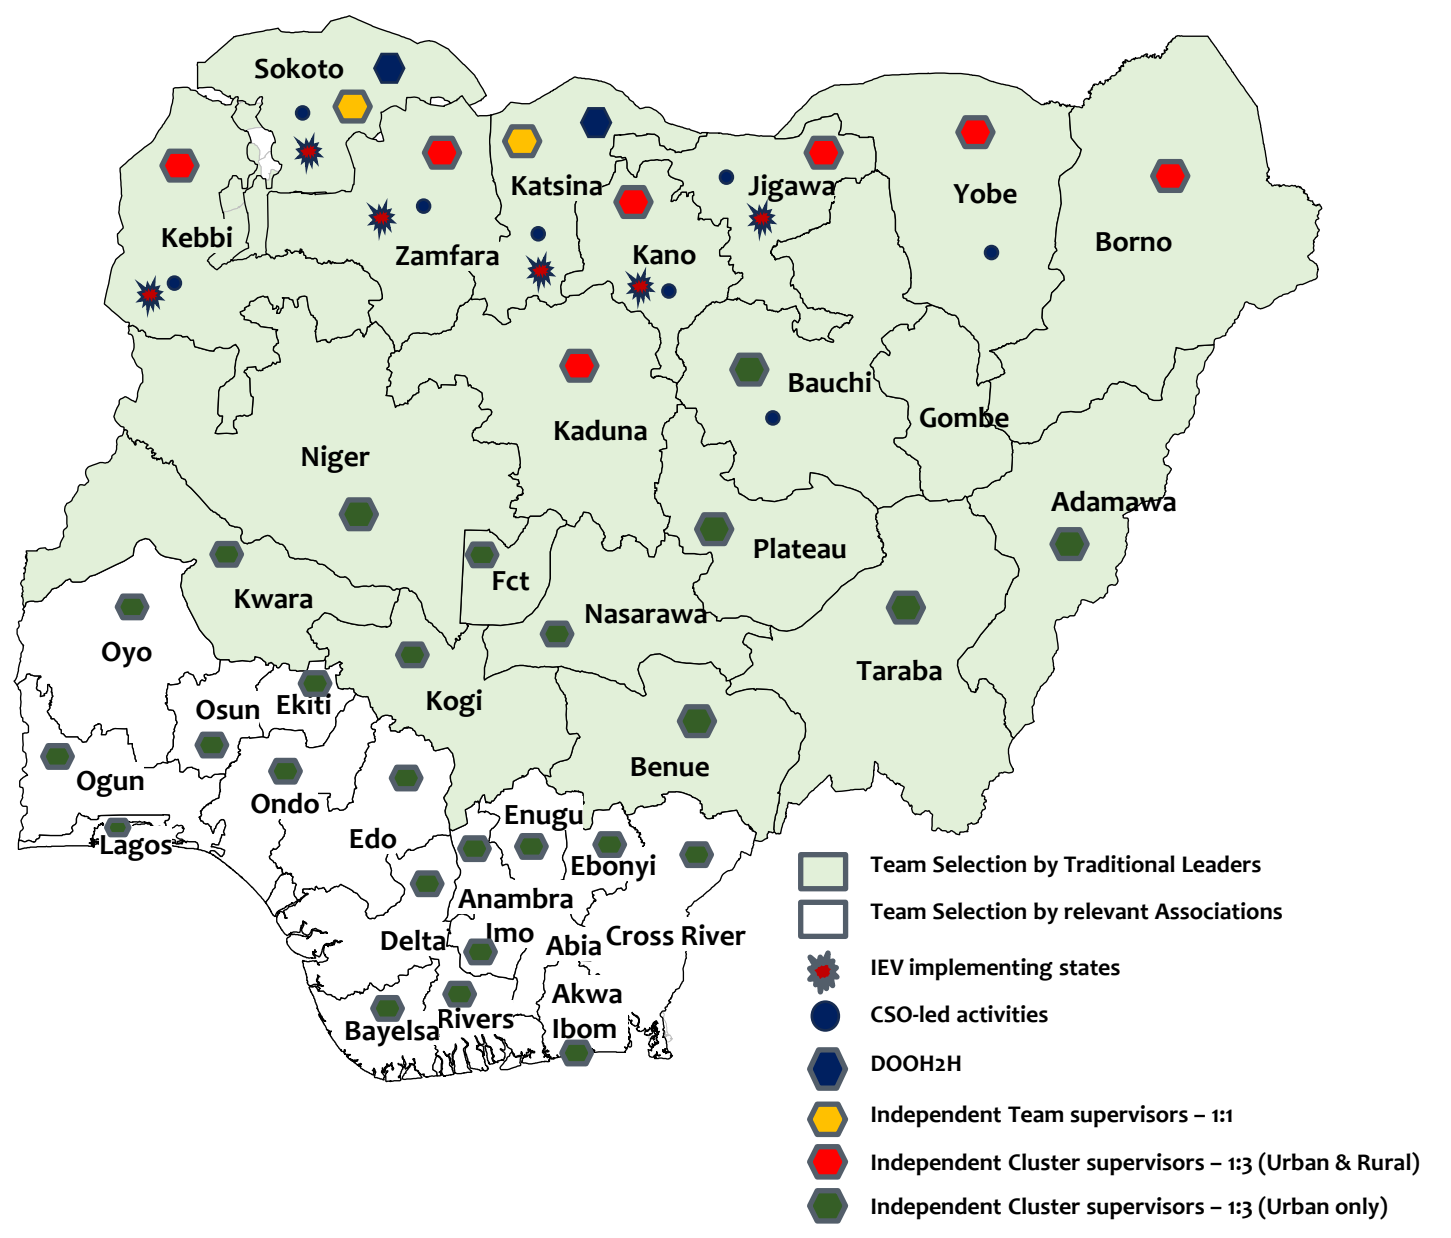 Sokoto
Katsina
Jigawa
Yobe
Kebbi
Zamfara
Kano
Borno
Bauchi
Gombe
Kaduna
Niger
Adamawa
Plateau
Fct
Kwara
Nasarawa
Oyo
Taraba
Kogi
Osun
Ekiti
Ogun
Benue
Ondo
Enugu
Edo
Lagos
Ebonyi
Anambra
Delta
Imo
Abia
Cross River
Akwa
Ibom
Bayelsa
Rivers
Team Selection by Traditional Leaders
Team Selection by relevant Associations
IEV implementing states
CSO-led activities
DOOH2H
Independent Team supervisors – 1:1
Independent Cluster supervisors – 1:3 (Urban & Rural)
Independent Cluster supervisors – 1:3 (Urban only)